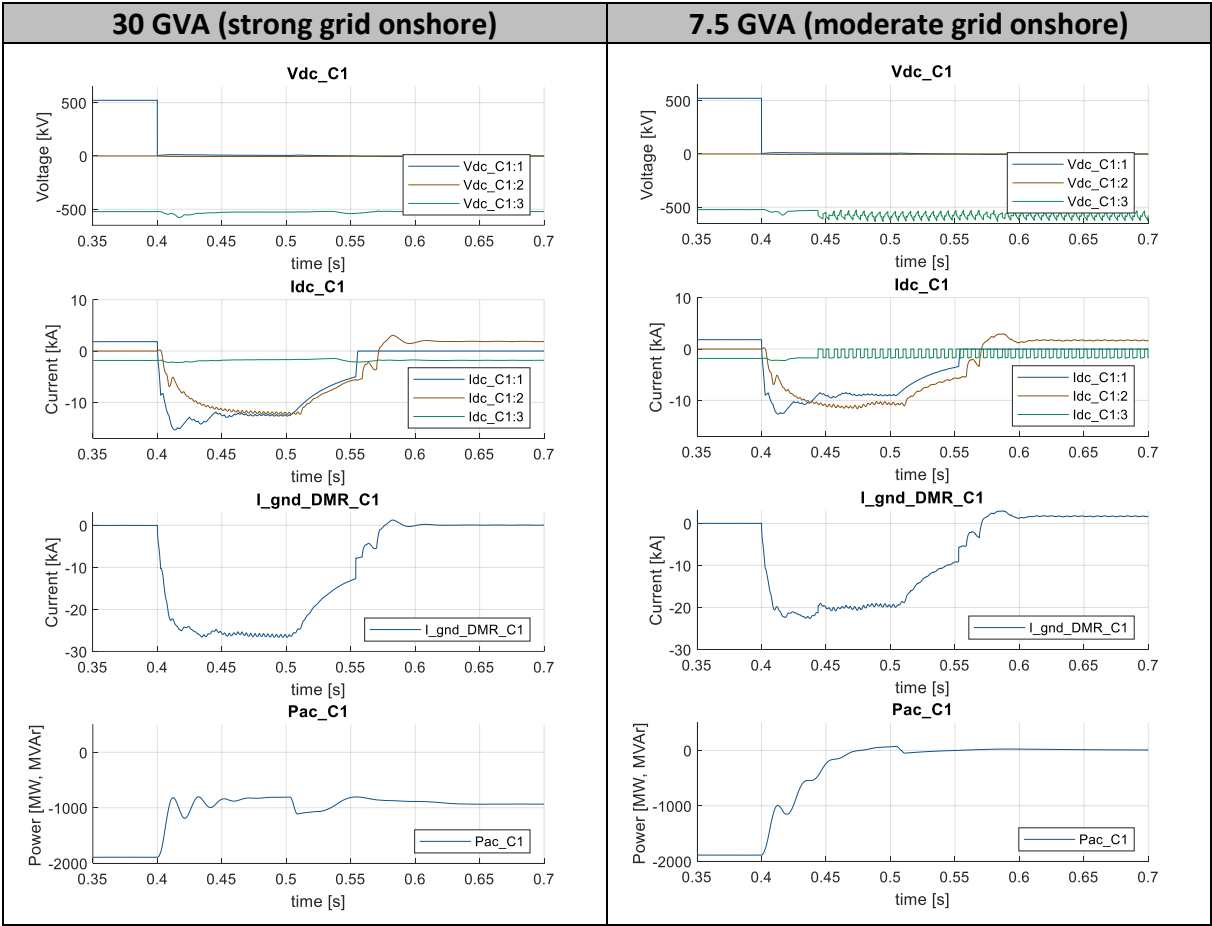 30 GVA (strong grid onshore)
7.5 GVA (moderate grid onshore)
Vdc_C1
Voltage [kV]
500
0
-500
Vdc_C1:1
Vdc_C1:2
Vdc_C1:3
0.35 0.4 0.45 0.5 0.55 0.6 0.65 0.7
time [s]
Idc_C1
Current [kA]
10
0
-10
Idc_C1:1
Idc_C1:2
Idc_C1:3
0.35 0.4 0.45 0.5 0.55 0.6 0.65 0.7
time [s]
I_gnd_DMR_C1
Current [kA]
0
-10
-20
-30
I_gnd_DMR_C1
0.35 0.4 0.45 0.5 0.55 0.6 0.65 0.7
time [s]
Pac_C1
Power [MW, MVAr]
0
-1000
-2000
Pac_C1
0.35 0.4 0.45 0.5 0.55 0.6 0.65 0.7
time [s]
Vdc_C1
Voltage [kV]
500
0
-500
Vdc_C1:1
Vdc_C1:2
Vdc_C1:3
0.35 0.4 0.45 0.5 0.55 0.6 0.65 0.7
time [s]
Idc_C1
Current [kA]
10
0
-10
Idc_C1:1
Idc_C1:2
Idc_C1:3
0.35 0.4 0.45 0.5 0.55 0.6 0.65 0.7
time [s]
I_gnd_DMR_C1
Current [kA]
0
-10
-20
-30
I_gnd_DMR_C1
0.35 0.4 0.45 0.5 0.55 0.6 0.65 0.7
time [s]
Pac_C1
Power [MW, MVAr]
0
-1000
-2000
Pac_C1
0.35 0.4 0.45 0.5 0.55 0.6 0.65 0.7
time [s]